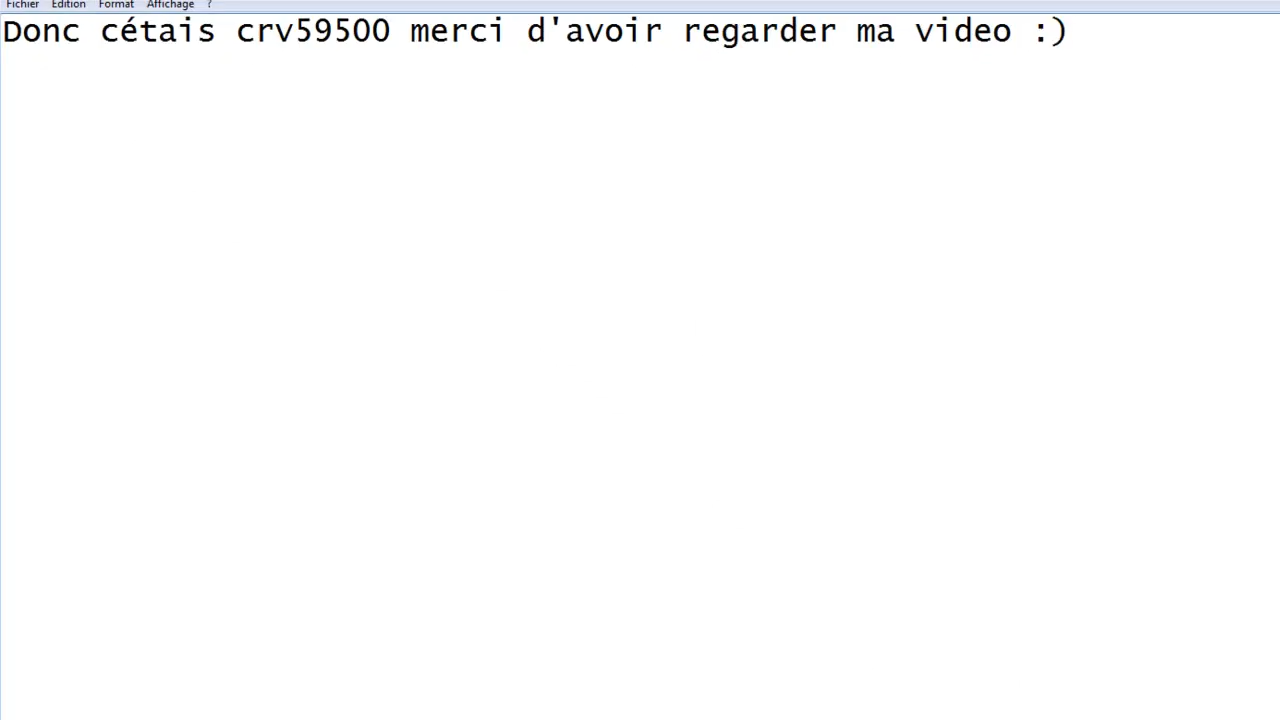 Fichier Edition Format Affichage ?
Donc cétais crv59500 merci d'avoir regarder ma video :)